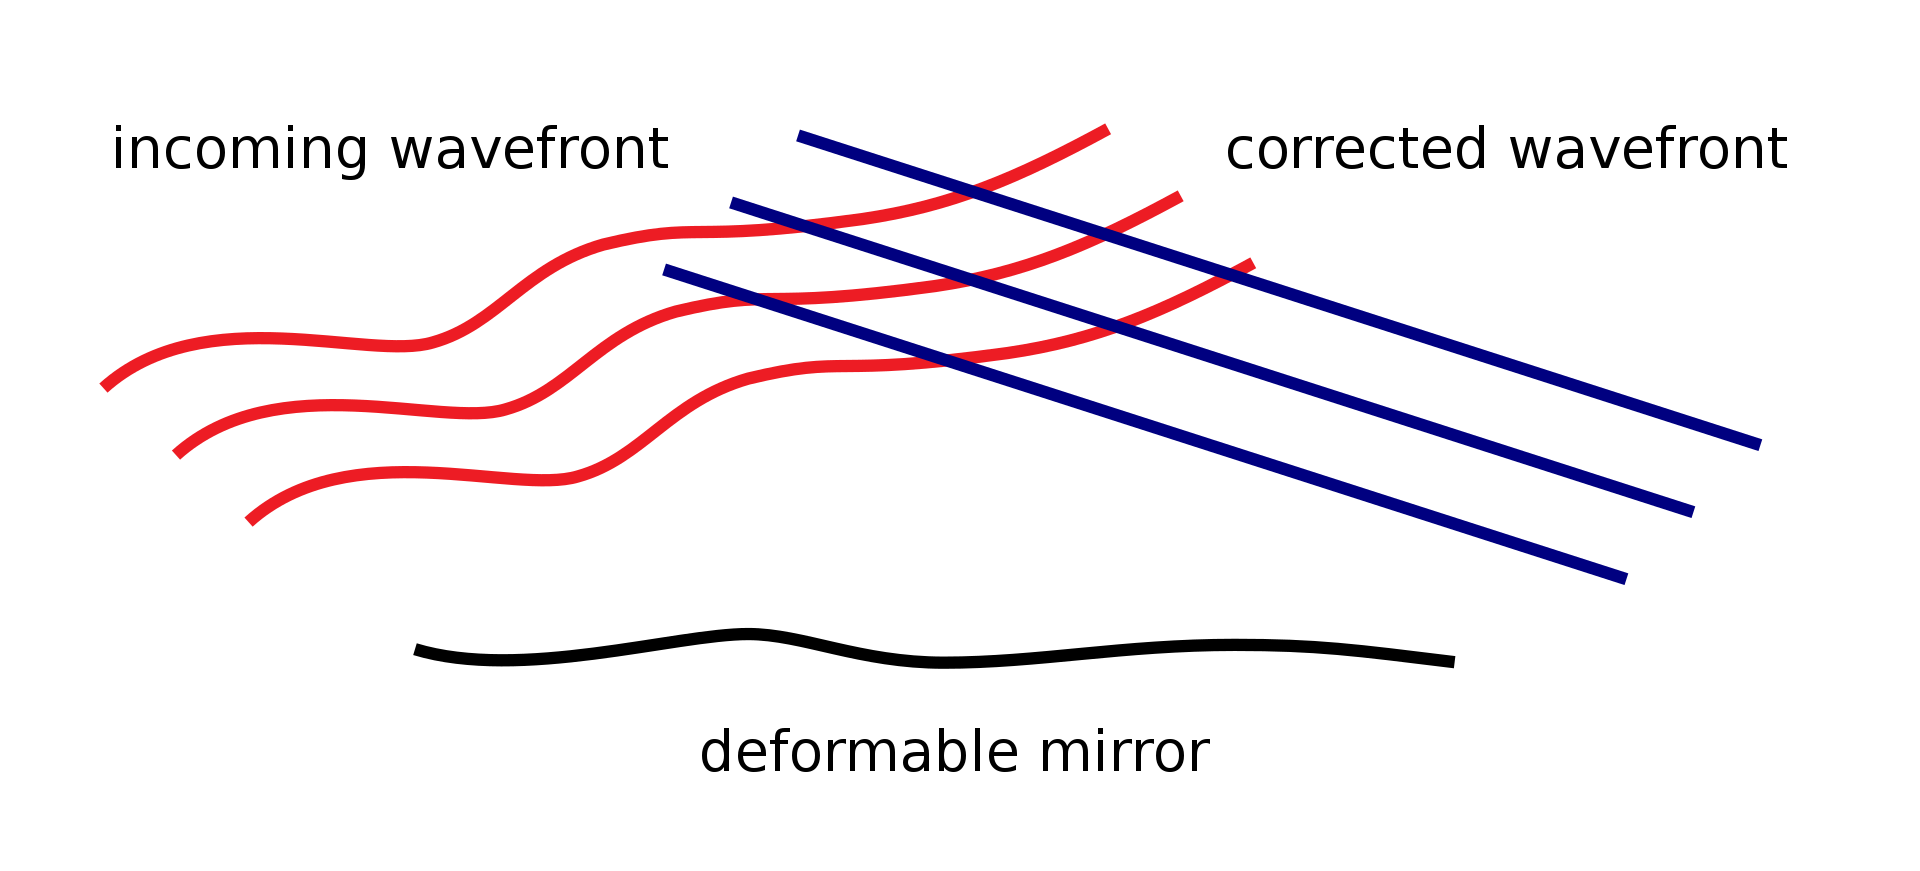 incoming wavefront
corrected wavefront
deformable mirror